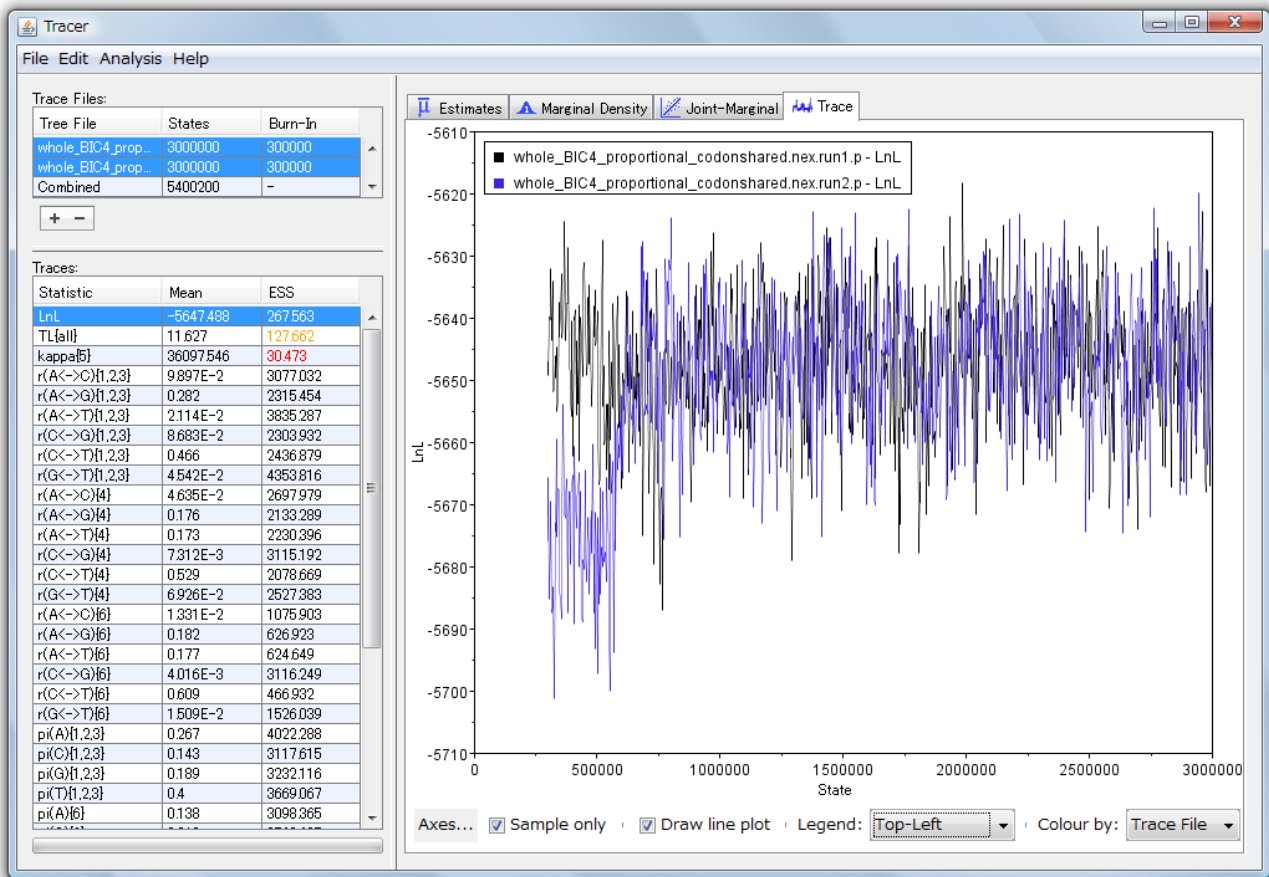 Tracer
File Edit Analysis Help
Trace Files:
Tree File States Burn-In
whole_BIC4_prop... 3000000 300000
whole_BIC4_prop... 3000000 300000
Combined 5400200 -
+ -
Traces:
Statistic Mean ESS
LnL -5647.488 267.563
TL{all} 11.627 127.662
kappa{5} 36097.546 30.473
r(A<->C){1,2,3} 9.897E-2 3077.032
r(A<->G){1,2,3} 0.282 2315.454
r(A<->T){1,2,3} 2.114E-2 3835.287
r(C<->G){1,2,3} 8.683E-2 2303.932
r(C<->T){1,2,3} 0.466 2436.879
r(G<->T){1,2,3} 4.542E-2 4353.816
r(A<->C){4} 4.635E-2 2697.979
r(A<->G){4} 0.176 2133.289
r(A<->T){4} 0.173 2230.396
r(C<->G){4} 7.312E-3 3115.192
r(C<->T){4} 0.529 2078.669
r(G<->T){4} 6.926E-2 2527.383
r(A<->C){6} 1.331E-2 1075.903
r(A<->G){6} 0.182 626.923
r(A<->T){6} 0.177 624.649
r(C<->G){6} 4.016E-3 3116.249
r(C<->T){6} 0.609 466.932
r(G<->T){6} 1.509E-2 1526.039
pi(A){1,2,3} 0.267 4022.288
pi(C){1,2,3} 0.143 3117.615
pi(G){1,2,3} 0.189 3232.116
pi(T){1,2,3} 0.4 3669.067
pi(A){6} 0.138 3098.365
Estimates Marginal Density Joint-Marginal Trace
whole_BIC4_proportional_codonshared.nex.run1.p - LnL
whole_BIC4_proportional_codonshared.nex.run2.p - LnL
-5610
-5620
-5630
-5640
-5650
-5660
-5670
-5680
-5690
-5700
-5710
LnL
0 500000 1000000 1500000 2000000 2500000 3000000
State
Axes... Sample only Draw line plot Legend: Top-Left Colour by: Trace File